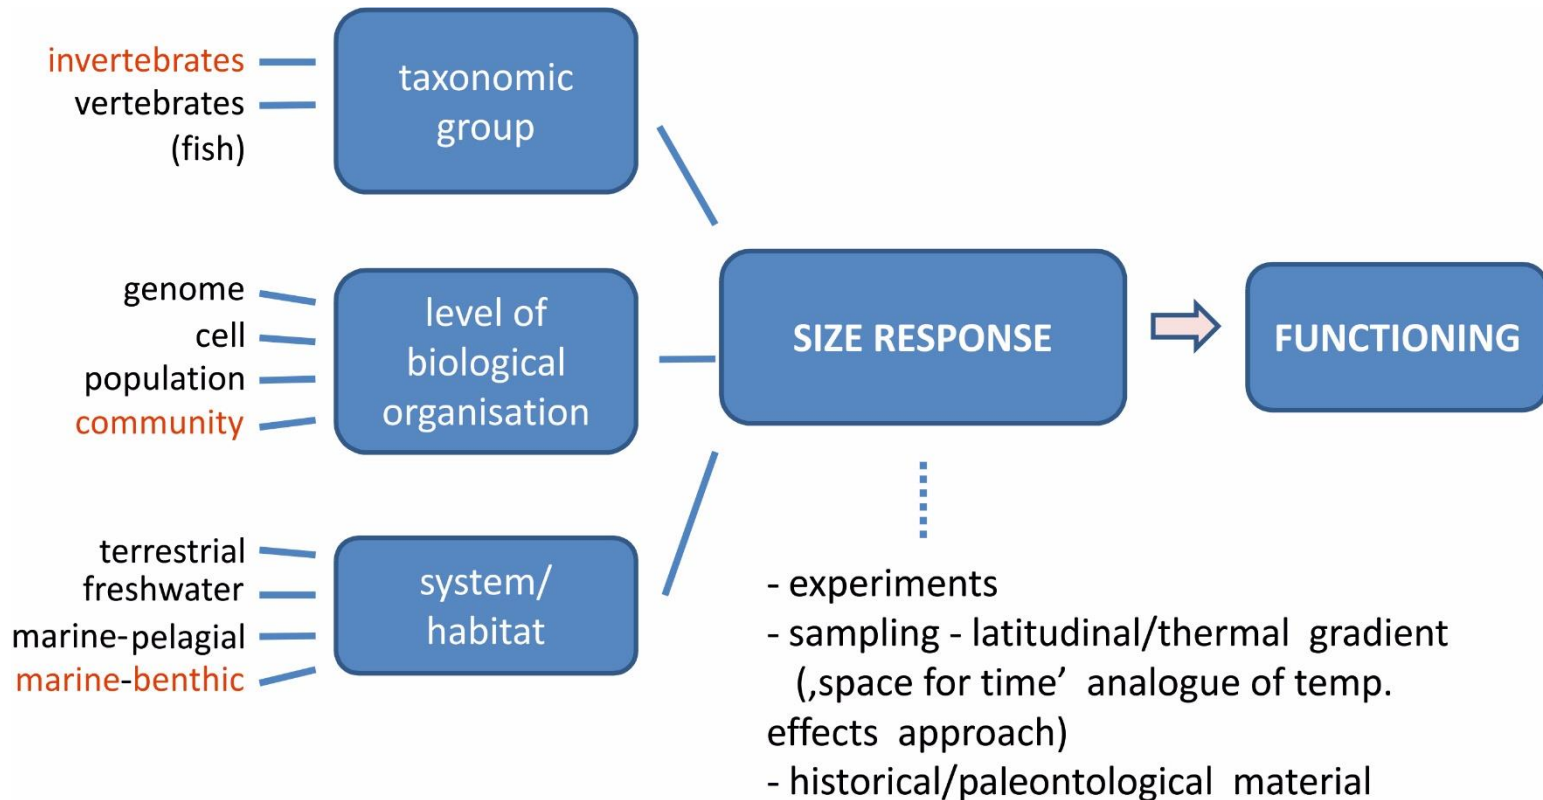 invertebrates
vertebrates
(fish)
taxonomic
group
genome
cell
population
community
level of
biological
organisation
terrestrial
freshwater
marine-pelagial
marine-benthic
system/
habitat
SIZE RESPONSE
FUNCTIONING
- experiments
- sampling - latitudinal/thermal gradient
(‚space for time’ analogue of temp.
effects approach)
- historical/paleontological material